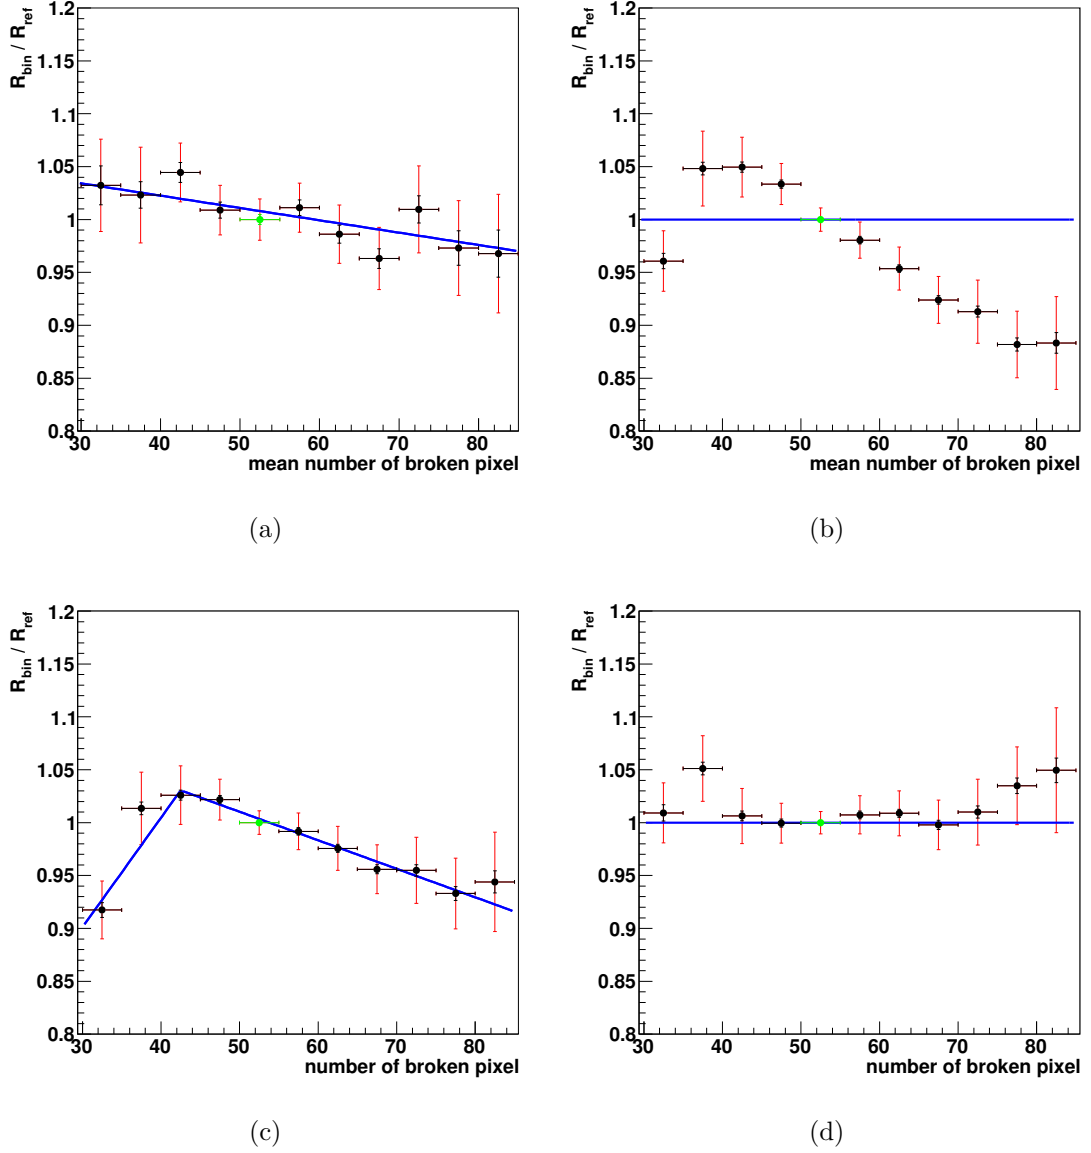 R_bin / R_ref
1.2
1.15
1.1
1.05
1
0.95
0.9
0.85
0.8
30 40 50 60 70 80
mean number of broken pixel
(a)
R_bin / R_ref
1.2
1.15
1.1
1.05
1
0.95
0.9
0.85
0.8
30 40 50 60 70 80
mean number of broken pixel
(b)
R_bin / R_ref
1.2
1.15
1.1
1.05
1
0.95
0.9
0.85
0.8
30 40 50 60 70 80
number of broken pixel
(c)
R_bin / R_ref
1.2
1.15
1.1
1.05
1
0.95
0.9
0.85
0.8
30 40 50 60 70 80
number of broken pixel
(d)